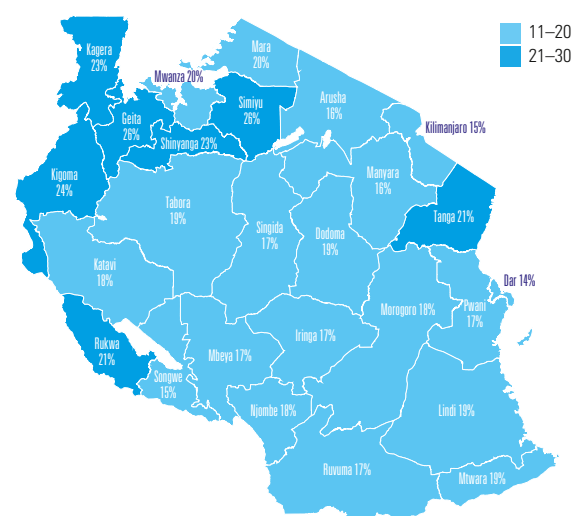 11–20
21–30
Kagera
23%
Mwanza 20%
Mara
20%
Geita
26%
Simiyu
26%
Arusha
16%
Kilimanjaro 15%
Shinyanga 23%
Kigoma
24%
Manyara
16%
Tabora
19%
Singida
17%
Dodoma
19%
Tanga 21%
Katavi
18%
Dar 14%
Morogoro 18%
Pwani
17%
Rukwa
21%
Songwe
15%
Mbeya 17%
Iringa 17%
Njombe 18%
Lindi 19%
Ruvuma 17%
Mtwara 19%